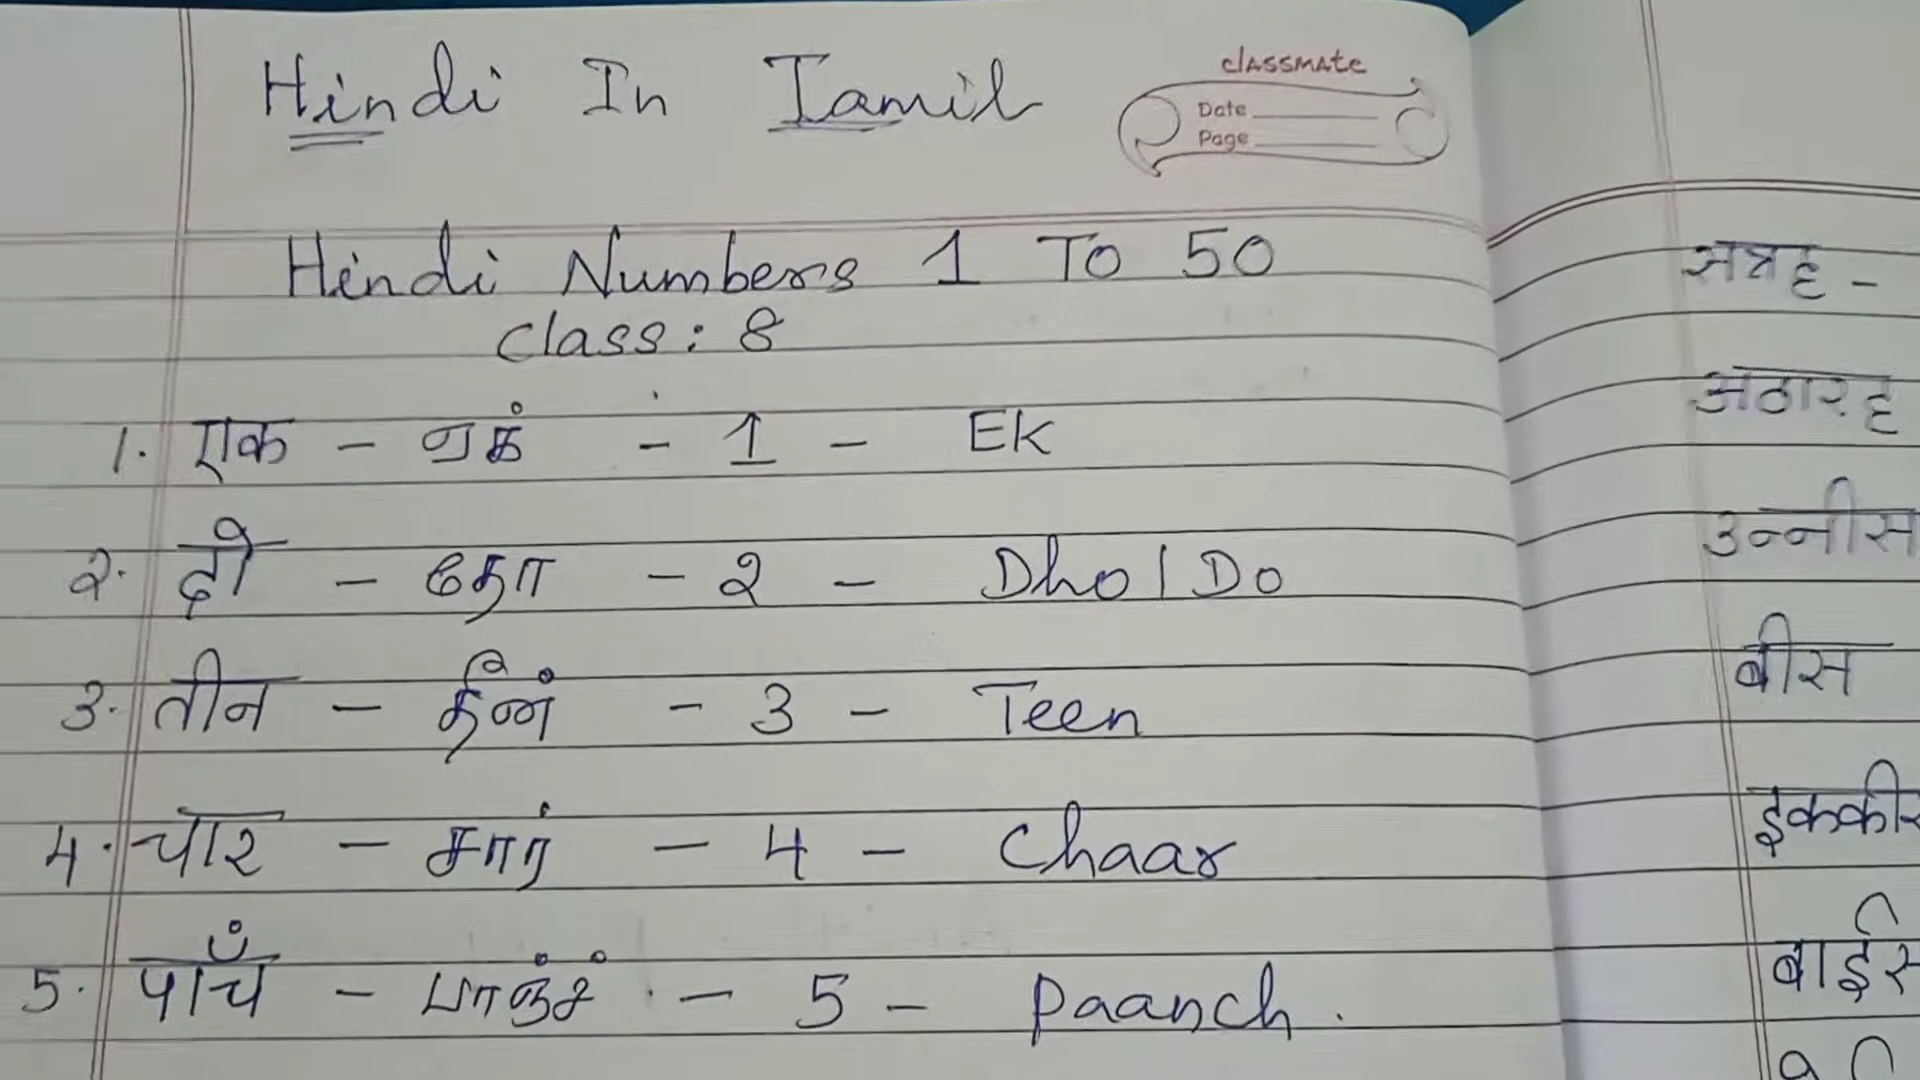 Hindi In Tamil
classmate
Date
Page
Hindi Numbers 1 To 50
class: 8
1. एक - ஏக் - 1 - Ek
2. दो - தோ - 2 - Dho/Do
3. तीन - தீன் - 3 - Teen
4. चार - சார் - 4 - Chaar
5. पाँच - பாஞ்ச் - 5 - Paanch.
सत्रह -
अठारह
उन्नीस
बीस